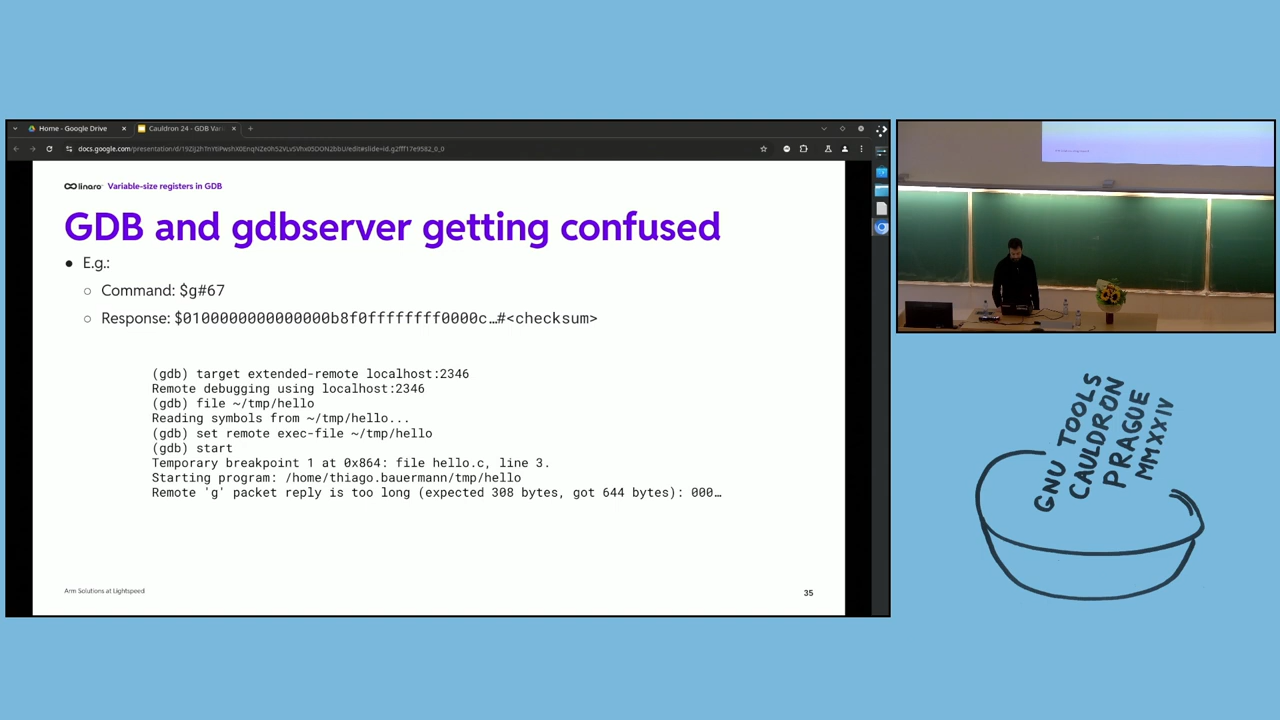 Home - Google Drive
Cauldron 24 - GDB Var
linaro Variable-size registers in GDB
GDB and gdbserver getting confused
● E.g.:
○ Command: $g#67
○ Response: $0100000000000000b8f0ffffffff0000c…#<checksum>
(gdb) target extended-remote localhost:2346
Remote debugging using localhost:2346
(gdb) file ~/tmp/hello
Reading symbols from ~/tmp/hello...
(gdb) set remote exec-file ~/tmp/hello
(gdb) start
Temporary breakpoint 1 at 0x864: file hello.c, line 3.
Starting program: /home/thiago.bauermann/tmp/hello
Remote 'g' packet reply is too long (expected 308 bytes, got 644 bytes): 000…
Arm Solutions at Lightspeed
35
GNU TOOLS
CAULDRON
PRAGUE
MMXXIV